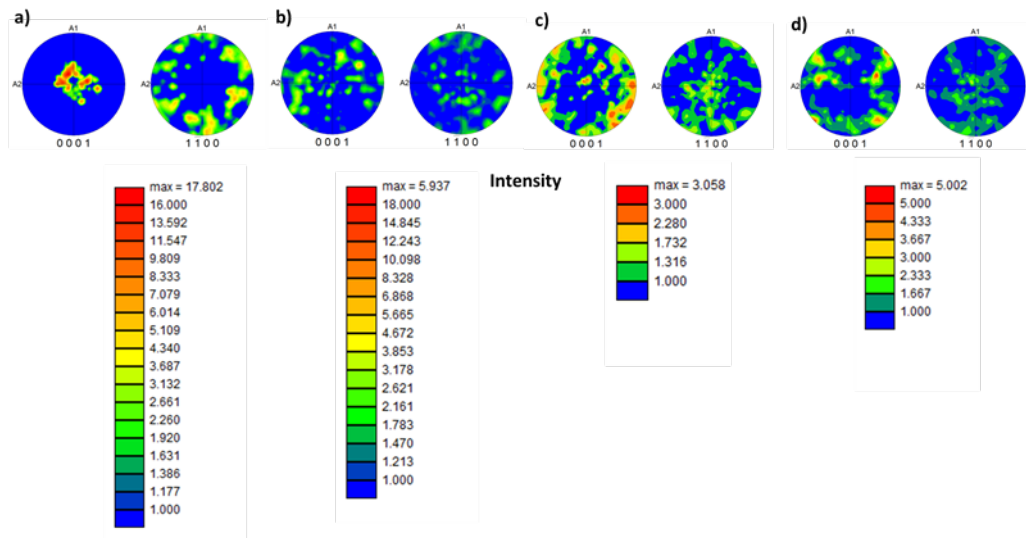 a)
b)
c)
d)
A1
A1
A1
A1
A1
A1
A1
A1
A2
A2
A2
A2
A2
A2
A2
A2
0 0 0 1
1 1 0 0
0 0 0 1
1 1 0 0
0 0 0 1
1 1 0 0
0 0 0 1
1 1 0 0
Intensity
max = 17.802
16.000
13.592
11.547
9.809
8.333
7.079
6.014
5.109
4.340
3.687
3.132
2.661
2.260
1.920
1.631
1.386
1.177
1.000
max = 5.937
18.000
14.845
12.243
10.098
8.328
6.868
5.665
4.672
3.853
3.178
2.621
2.161
1.783
1.470
1.213
1.000
max = 3.058
3.000
2.280
1.732
1.316
1.000
max = 5.002
5.000
4.333
3.667
3.000
2.333
1.667
1.000